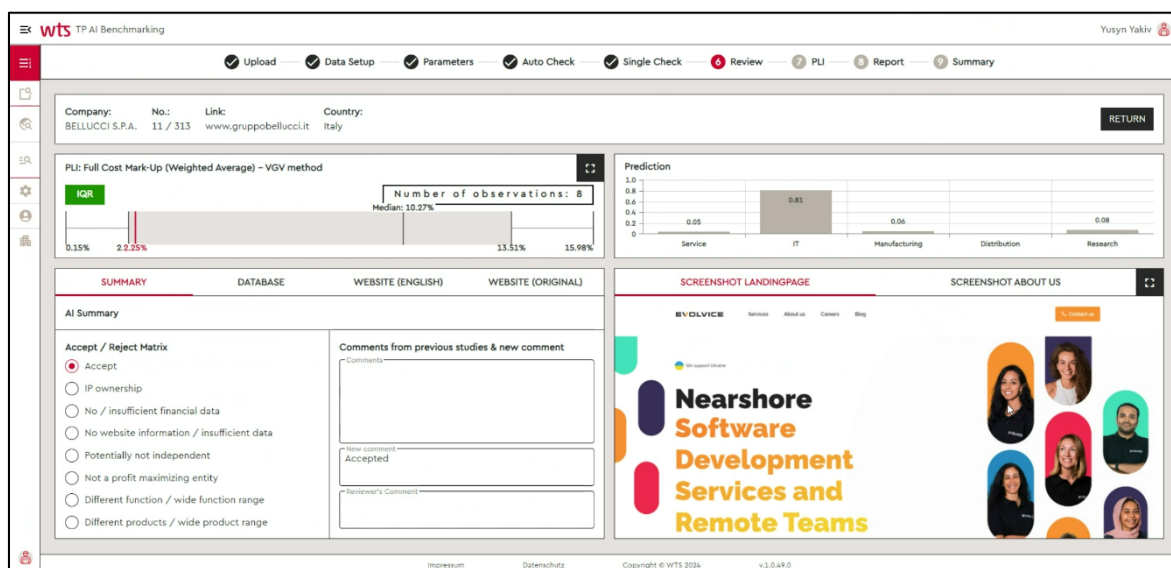 wts TP AI Benchmarking
Yusyn Yakiv
Upload
Data Setup
Parameters
Auto Check
Single Check
6 Review
7 PLI
8 Report
9 Summary
Company: No.: Link: Country:
BELLUCCI S.P.A. 11 / 313 www.gruppobellucci.it Italy
RETURN
PLI: Full Cost Mark-Up (Weighted Average) – VGV method
IQR
Number of observations: 8
Median: 10.27%
0.15% 2.2.25% 13.51% 15.98%
Prediction
1.0
0.8
0.6
0.4
0.2
0
0.05 0.81 0.06 0.08
Service IT Manufacturing Distribution Research
SUMMARY DATABASE WEBSITE (ENGLISH) WEBSITE (ORIGINAL)
AI Summary
Accept / Reject Matrix
Accept
IP ownership
No / insufficient financial data
No website information / insufficient data
Potentially not independent
Not a profit maximizing entity
Different function / wide function range
Different products / wide product range
Comments from previous studies & new comment
Comments
New comment
Accepted
Reviewer's Comment
SCREENSHOT LANDINGPAGE SCREENSHOT ABOUT US
EVOLVICE Services About us Careers Blog Contact us
We support Ukraine
Nearshore
Software
Development
Services and
Remote Teams
Impressum Datenschutz Copyright © WTS 2024 v.1.0.49.0